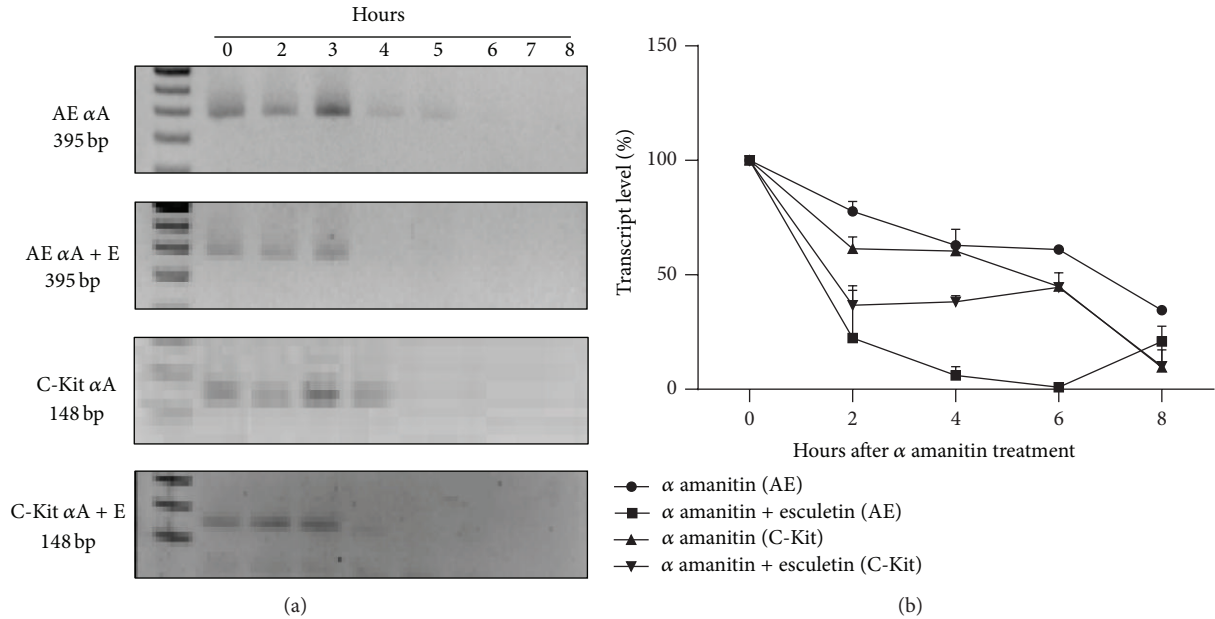 Hours
0 2 3 4 5 6 7 8
AE αA
395 bp
AE αA + E
395 bp
C-Kit αA
148 bp
C-Kit αA + E
148 bp
(a)
150
100
50
0
Transcript level (%)
0 2 4 6 8
Hours after α amanitin treatment
α amanitin (AE)
α amanitin + esculetin (AE)
α amanitin (C-Kit)
α amanitin + esculetin (C-Kit)
(b)